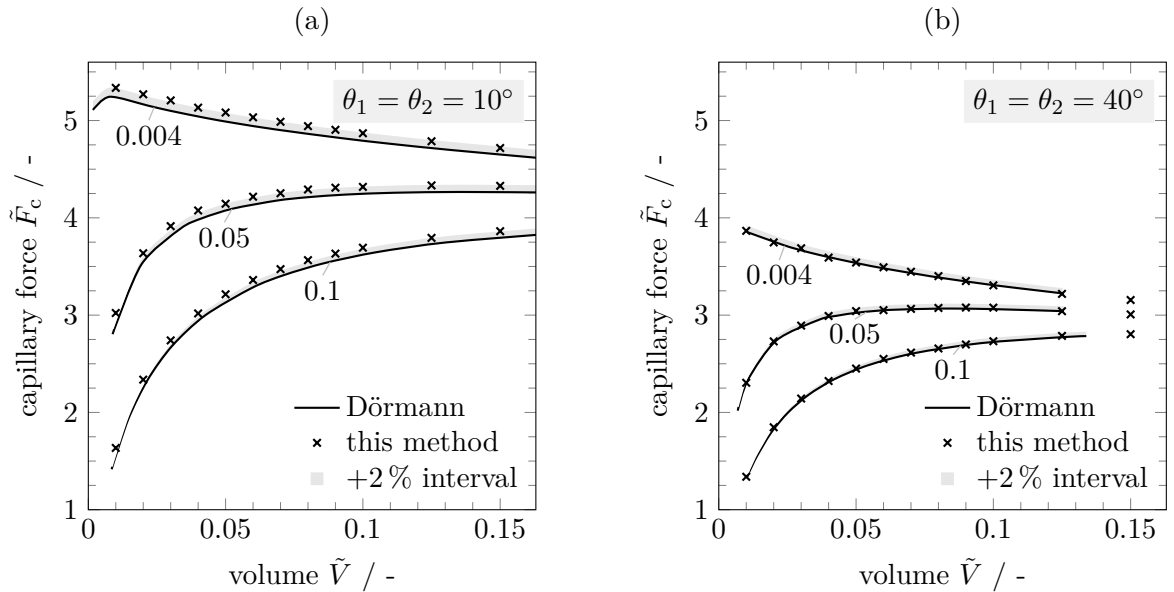 (a)
θ₁ = θ₂ = 10°
5
4
3
2
1
capillary force F̃c / -
0.004
0.05
0.1
Dörmann
this method
+2 % interval
0
0.05
0.1
0.15
volume Ṽ / -
(b)
θ₁ = θ₂ = 40°
5
4
3
2
1
capillary force F̃c / -
0.004
0.05
0.1
Dörmann
this method
+2 % interval
0
0.05
0.1
0.15
volume Ṽ / -